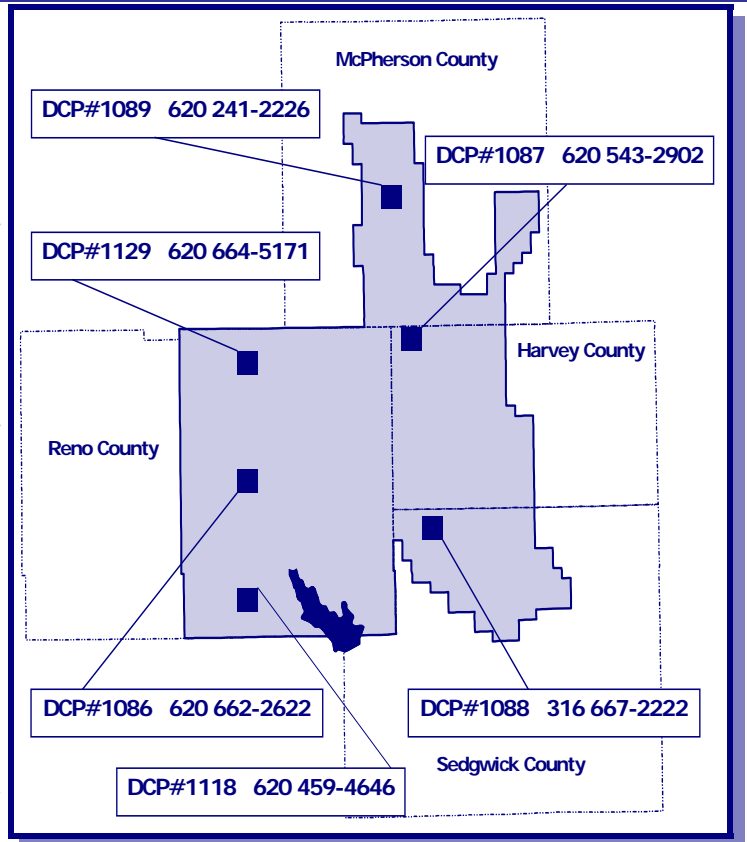 McPherson County
DCP#1089 620 241-2226
DCP#1087 620 543-2902
DCP#1129 620 664-5171
Harvey County
Reno County
DCP#1086 620 662-2622
DCP#1088 316 667-2222
Sedgwick County
DCP#1118 620 459-4646